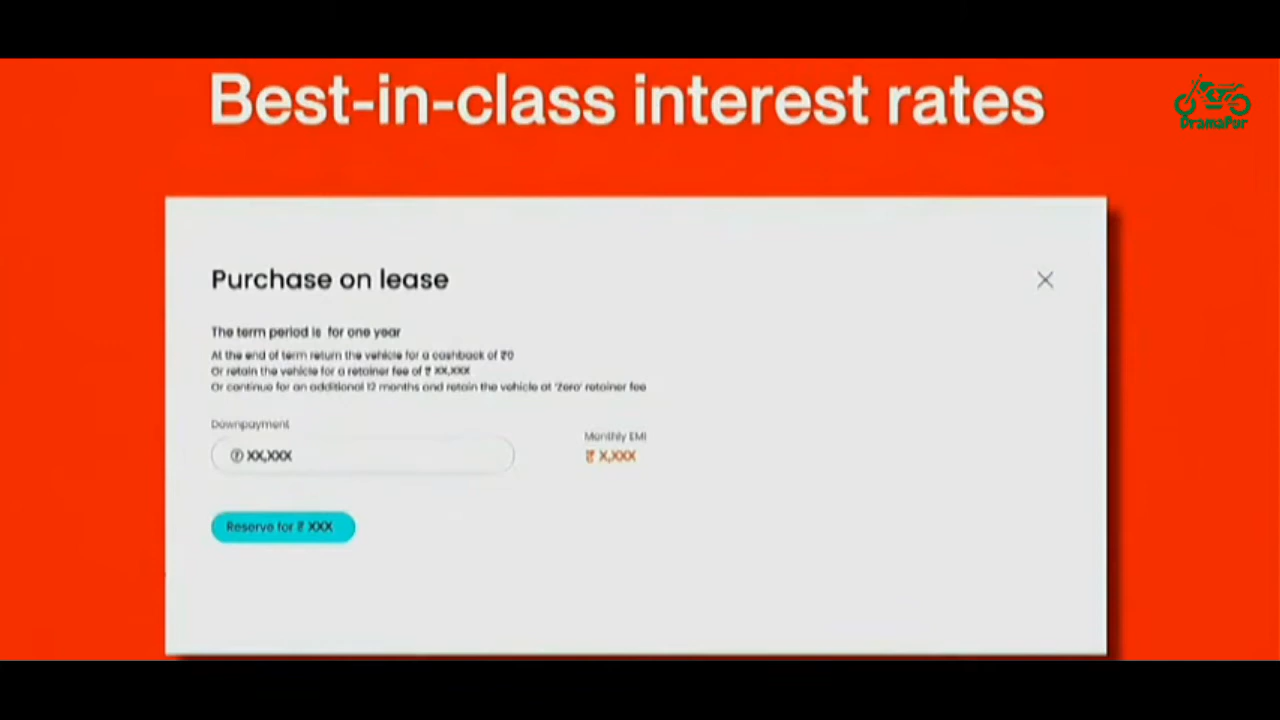 Best-in-class interest rates
DramaPur
Purchase on lease
The term period is for one year
At the end of term return the vehicle for a cashback of ₹0
Or retain the vehicle for a retainer fee of ₹ XX,XXX
Or continue for an additional 12 months and retain the vehicle at 'Zero' retainer fee
Downpayment
Monthly EMI
₹ XX,XXX
₹ X,XXX
Reserve for ₹ XXX